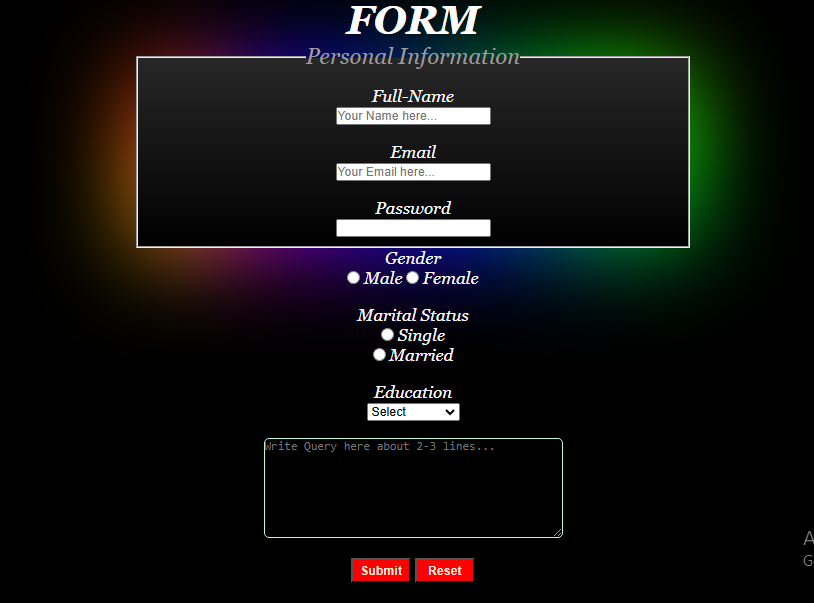 FORM
Personal Information
Full-Name
Your Name here...
Email
Your Email here...
Password
Gender
Male Female
Marital Status
Single
Married
Education
Select
Write Query here about 2-3 lines...
Submit Reset